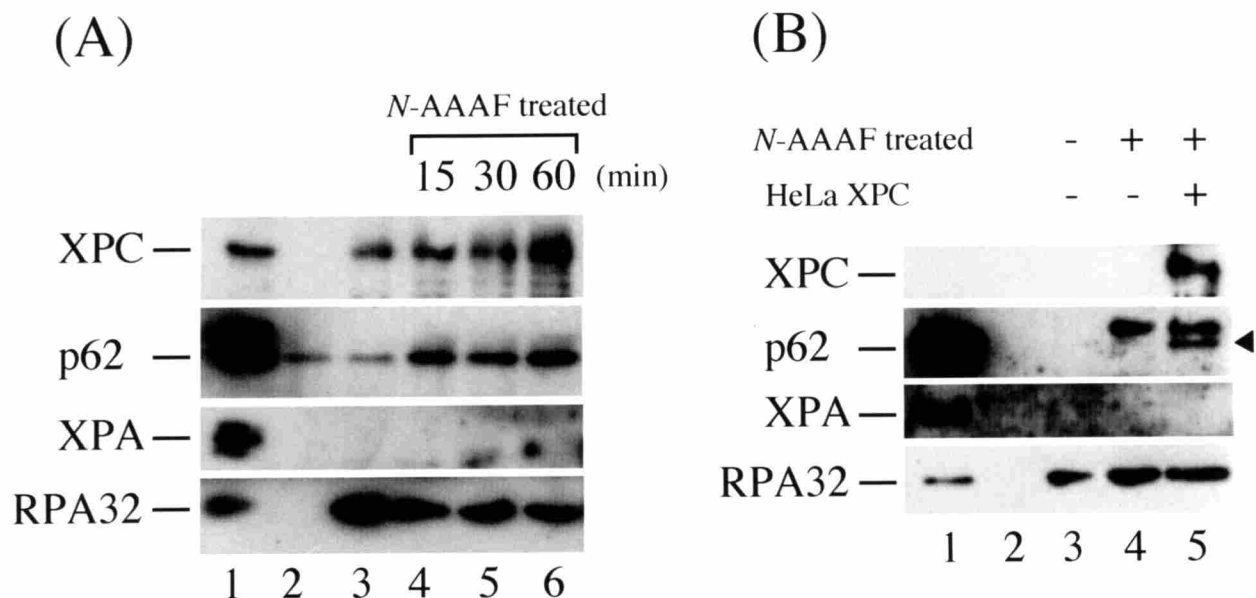 (A)
N-AAAF treated
15 30 60 (min)
XPC
p62
XPA
RPA32
1 2 3 4 5 6
(B)
N-AAAF treated - + +
HeLa XPC - - +
XPC
p62
XPA
RPA32
1 2 3 4 5